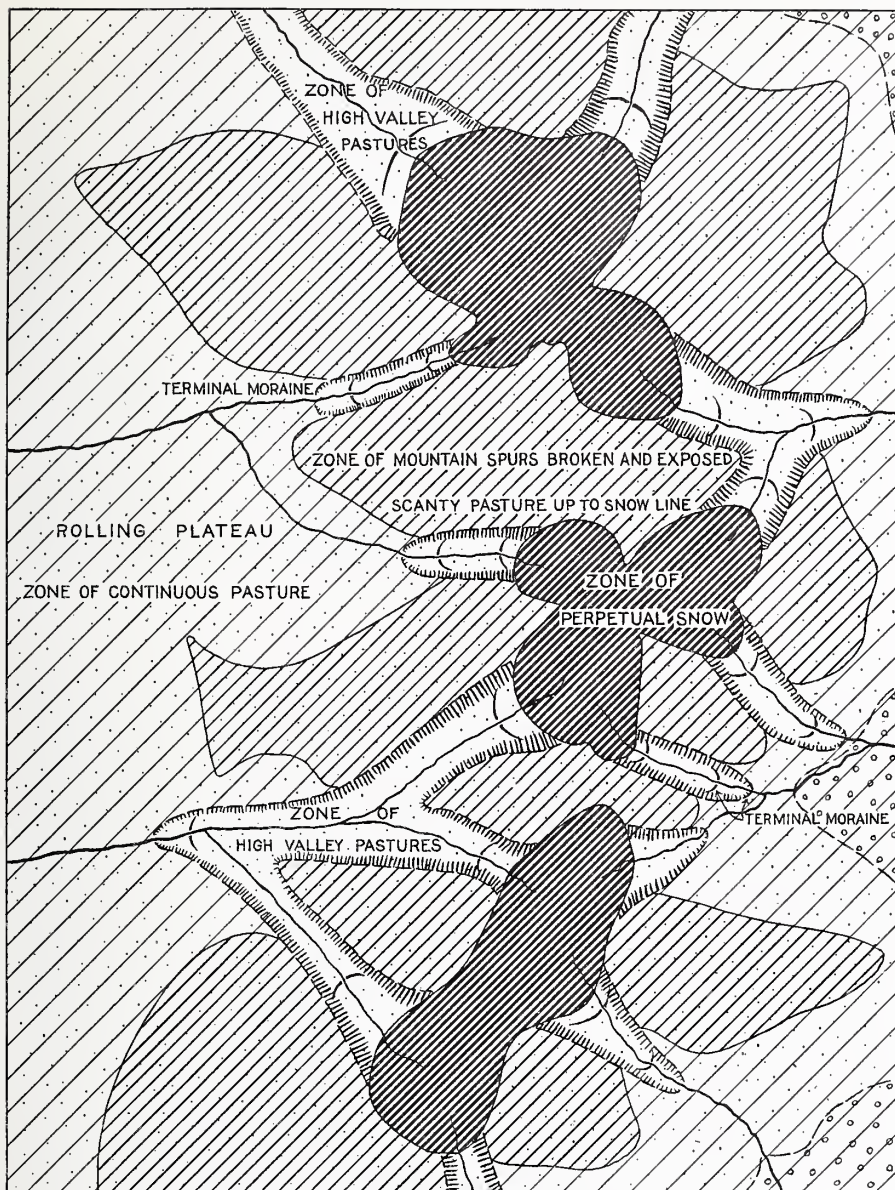 ZONE OF
HIGH VALLEY
PASTURES
TERMINAL MORAINE
ZONE OF MOUNTAIN SPURS BROKEN AND EXPOSED
SCANTY PASTURE UP TO SNOW LINE
ROLLING PLATEAU
ZONE OF CONTINUOUS PASTURE
ZONE OF
PERPETUAL SNOW
ZONE OF
HIGH VALLEY PASTURES
TERMINAL MORAINE